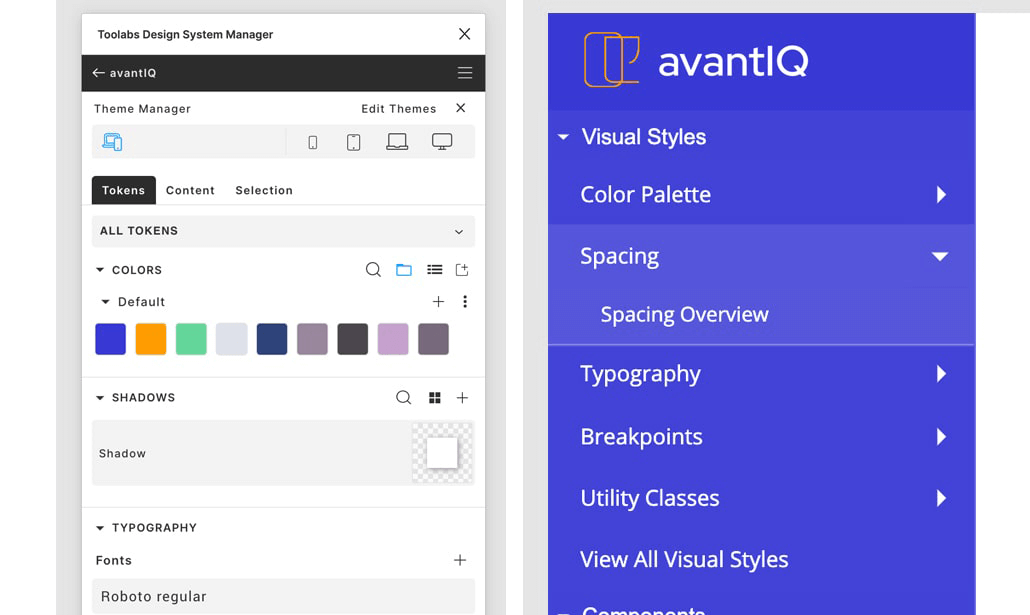 Toolabs Design System Manager
avantIQ
Theme Manager
Edit Themes
Tokens
Content
Selection
ALL TOKENS
COLORS
Default
SHADOWS
Shadow
TYPOGRAPHY
Fonts
Roboto regular
avantIQ
Visual Styles
Color Palette
Spacing
Spacing Overview
Typography
Breakpoints
Utility Classes
View All Visual Styles
Components